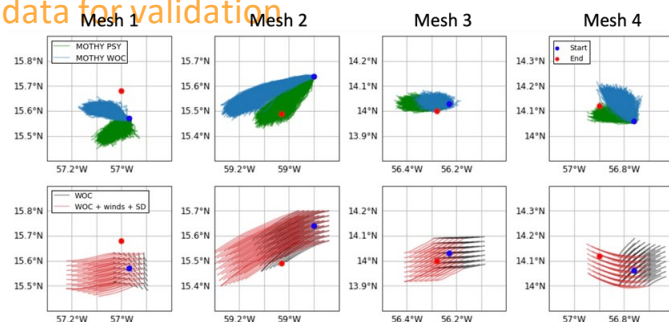 data for validation
Mesh 1
Mesh 2
Mesh 3
Mesh 4
15.8°N
15.7°N
15.6°N
15.5°N
MOTHY PSY
MOTHY WOC
57.2°W 57°W
15.7°N
15.6°N
15.5°N
15.4°N
59.2°W 59°W
14.2°N
14.1°N
14°N
13.9°N
56.4°W 56.2°W
14.3°N
14.2°N
14.1°N
14°N
Start
End
57°W 56.8°W
15.8°N
15.7°N
15.6°N
15.5°N
WOC
WOC + winds + SD
57.2°W 57°W
15.7°N
15.6°N
15.5°N
15.4°N
59.2°W 59°W
14.2°N
14.1°N
14°N
13.9°N
56.4°W 56.2°W
14.3°N
14.2°N
14.1°N
14°N
57°W 56.8°W